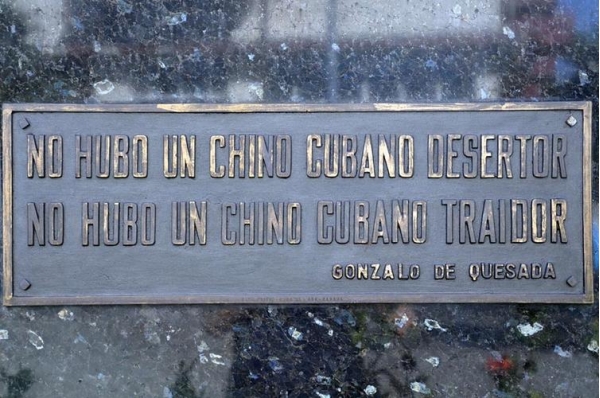 NO HUBO UN CHINO CUBANO DESERTOR
NO HUBO UN CHINO CUBANO TRAIDOR
GONZALO DE QUESADA